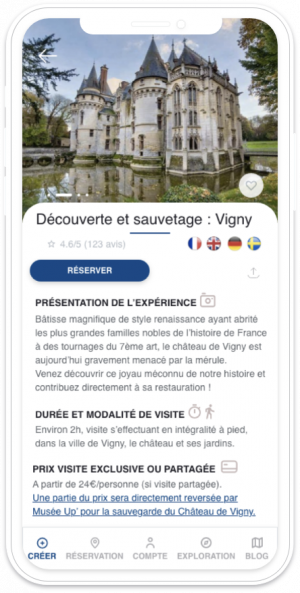 Découverte et sauvetage : Vigny
4.6/5 (123 avis)
RÉSERVER
PRÉSENTATION DE L'EXPÉRIENCE
Bâtisse magnifique de style renaissance ayant abrité
les plus grandes familles nobles de l'histoire de France
à des tournages du 7ème art, le château de Vigny est
aujourd'hui gravement menacé par la mérule.
Venez découvrir ce joyau méconnu de notre histoire et
contribuez directement à sa restauration !
DURÉE ET MODALITÉ DE VISITE
Environ 2h, visite s'effectuant en intégralité à pied,
dans la ville de Vigny, le château et ses jardins.
PRIX VISITE EXCLUSIVE OU PARTAGÉE
A partir de 24€/personne (si visite partagée).
Une partie du prix sera directement reversée par
Musée Up' pour la sauvegarde du Château de Vigny.
CRÉER RÉSERVATION COMPTE EXPLORATION BLOG